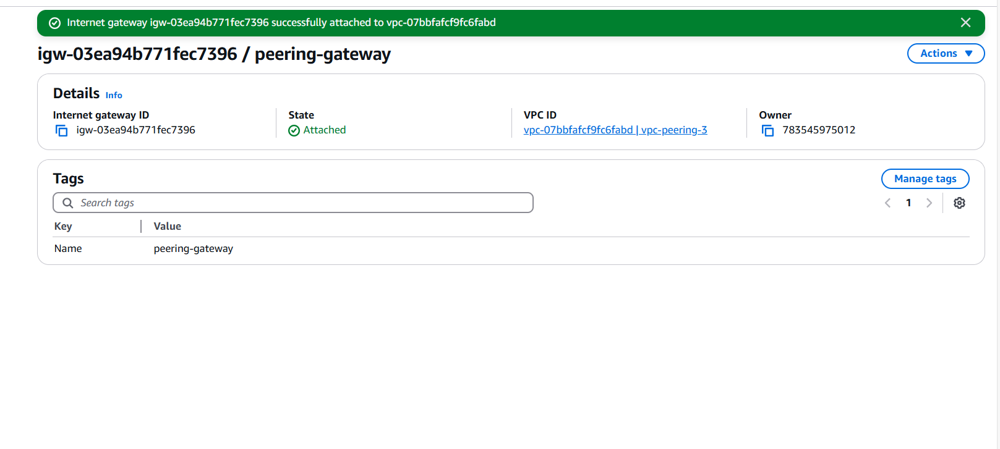 Internet gateway igw-03ea94b771fec7396 successfully attached to vpc-07bbfafcf9fc6fabd
igw-03ea94b771fec7396 / peering-gateway
Actions
Details Info
Internet gateway ID
igw-03ea94b771fec7396
State
Attached
VPC ID
vpc-07bbfafcf9fc6fabd | vpc-peering-3
Owner
783545975012
Tags
Manage tags
Search tags
1
Key Value
Name peering-gateway